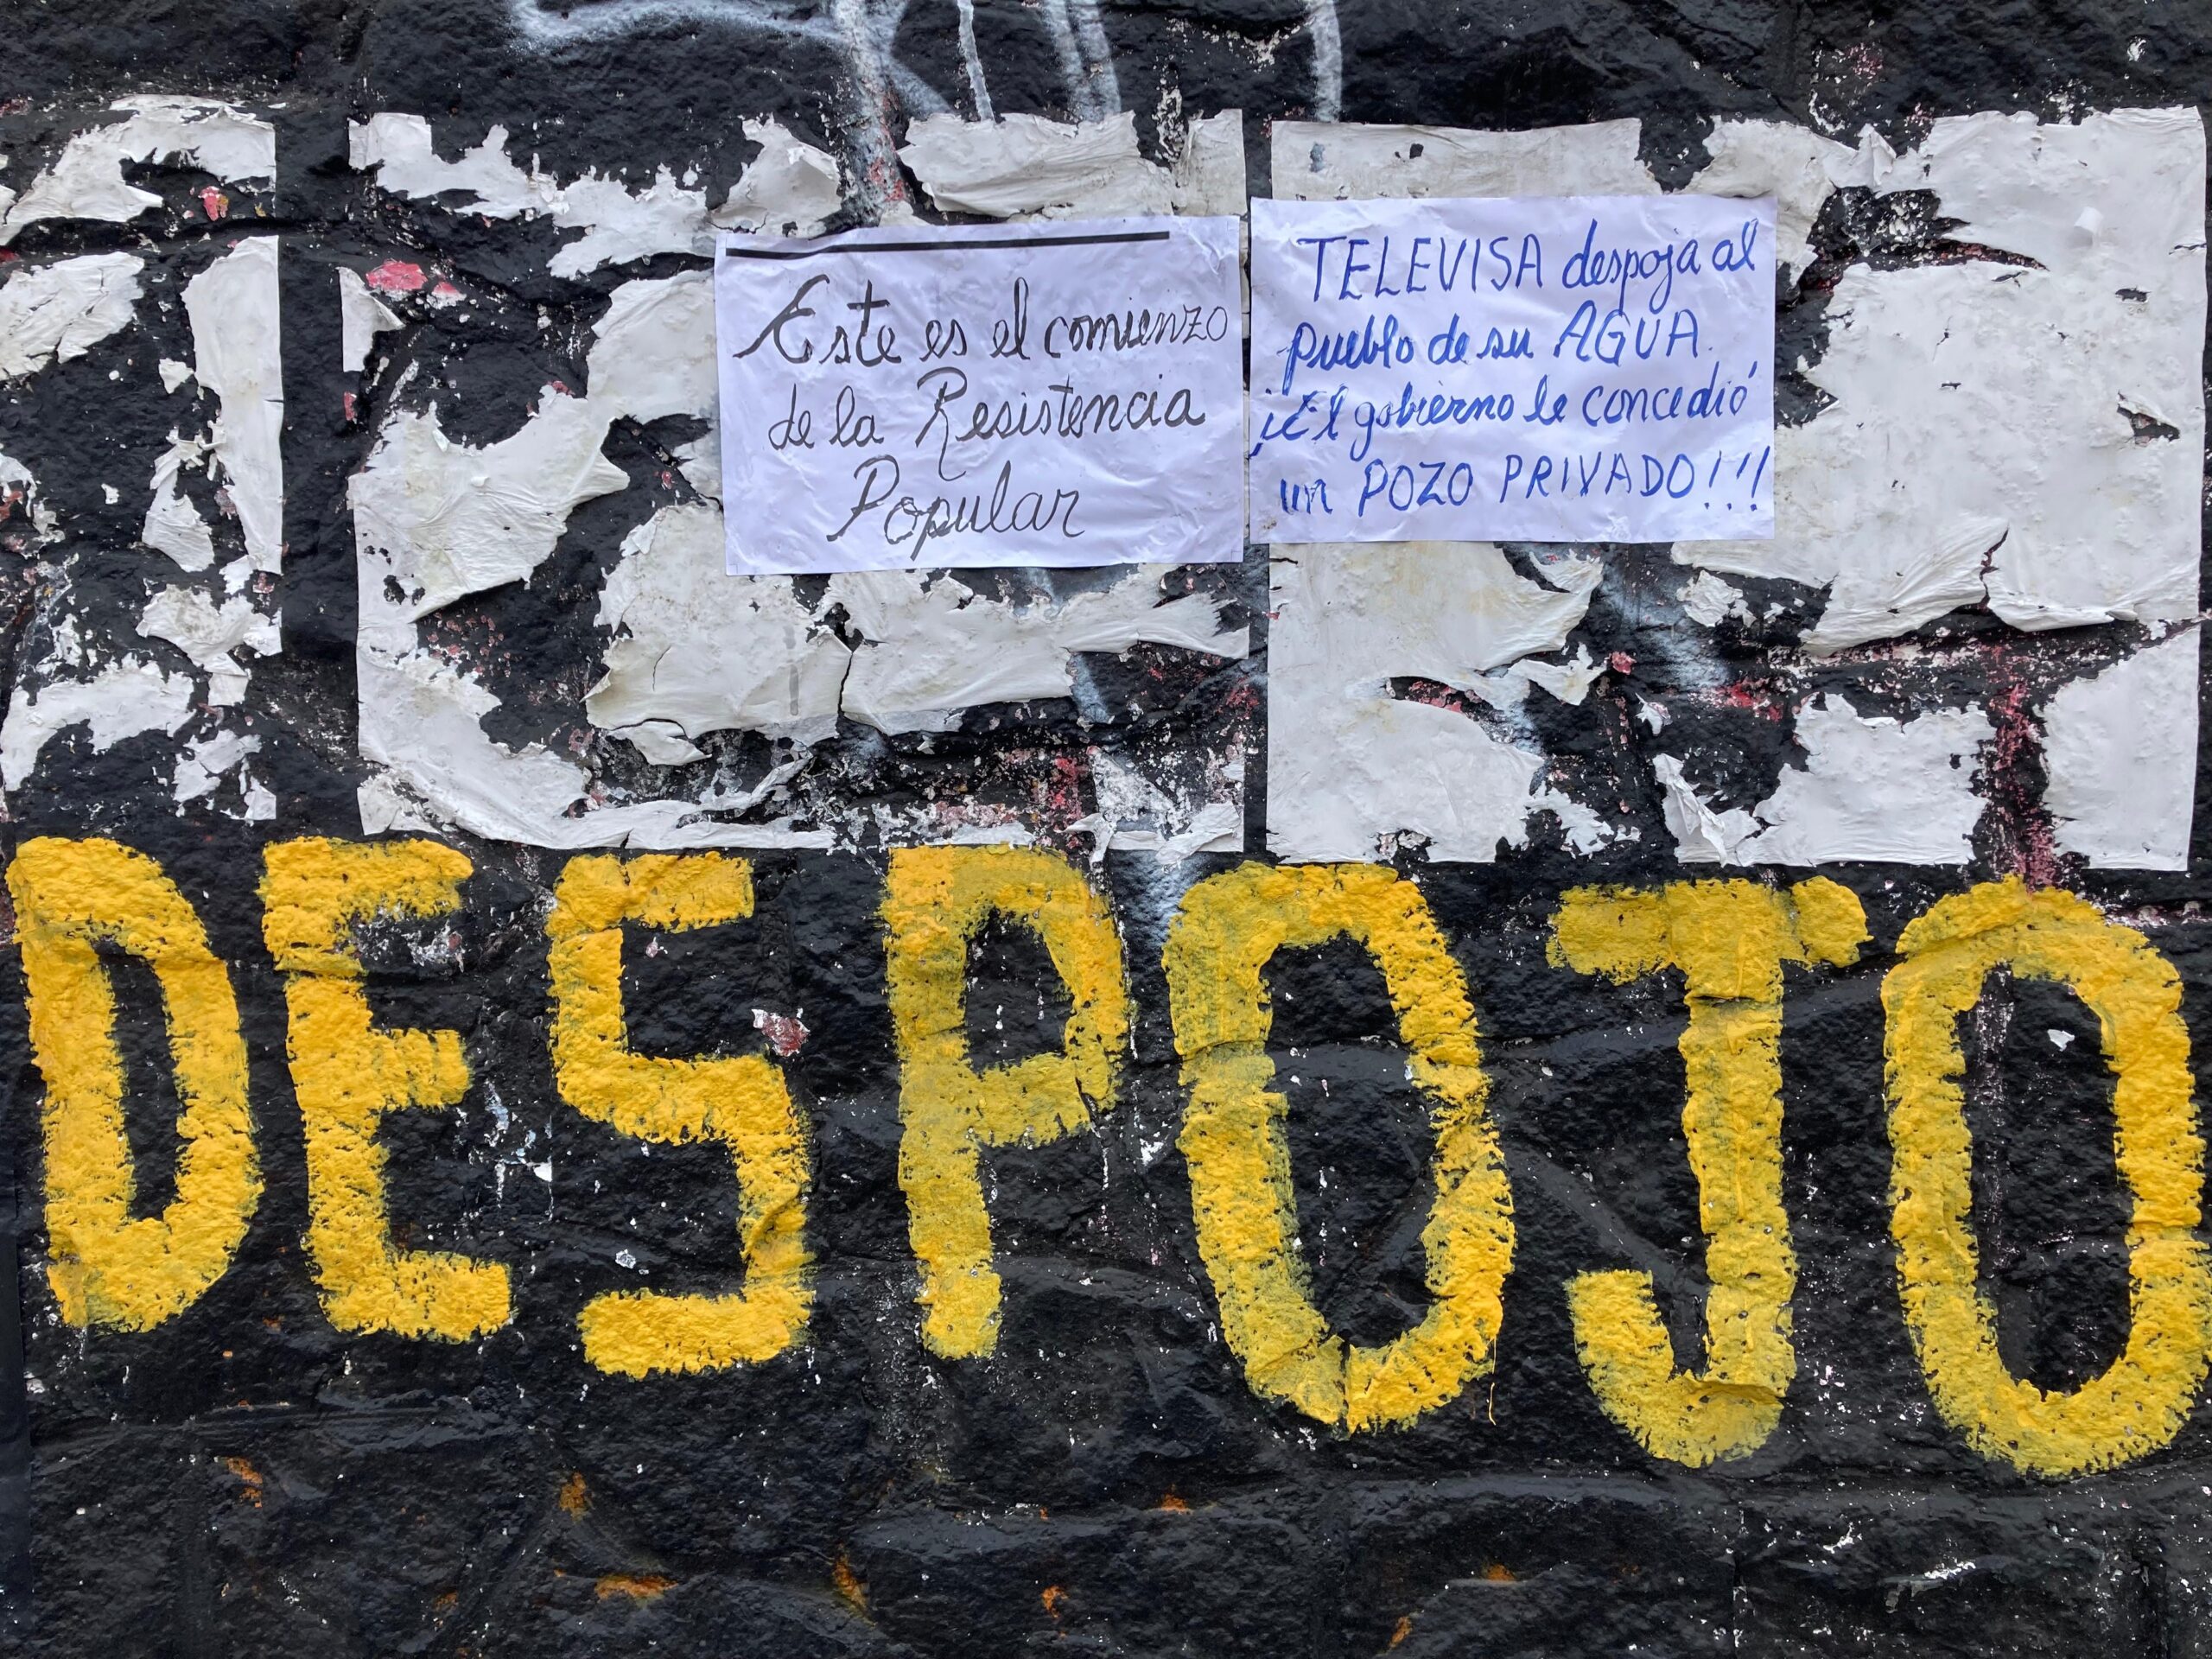 Este es el comienzo
de la Resistencia
Popular
TELEVISA despoja al
pueblo de su AGUA.
¡El gobierno le concedió
un POZO PRIVADO!!!
DESPOJO